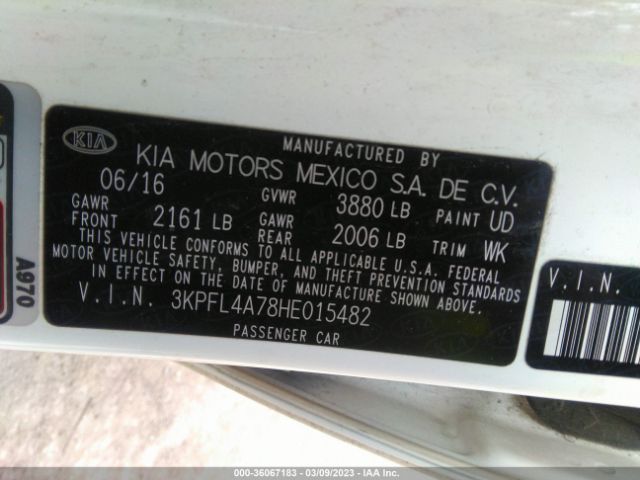 MANUFACTURED BY
KIA KIA MOTORS MEXICO S.A. DE C.V.
06/16 GVWR 3880 LB PAINT UD
GAWR FRONT 2161 LB GAWR REAR 2006 LB TRIM WK
THIS VEHICLE CONFORMS TO ALL APPLICABLE U.S.A. FEDERAL
MOTOR VEHICLE SAFETY, BUMPER, AND THEFT PREVENTION STANDARDS
IN EFFECT ON THE DATE OF MANUFACTURE SHOWN ABOVE.
V.I.N. 3KPFL4A78HE015482
PASSENGER CAR
A970
V.I.N.
000-36067183 - 03/09/2023 - IAA Inc.